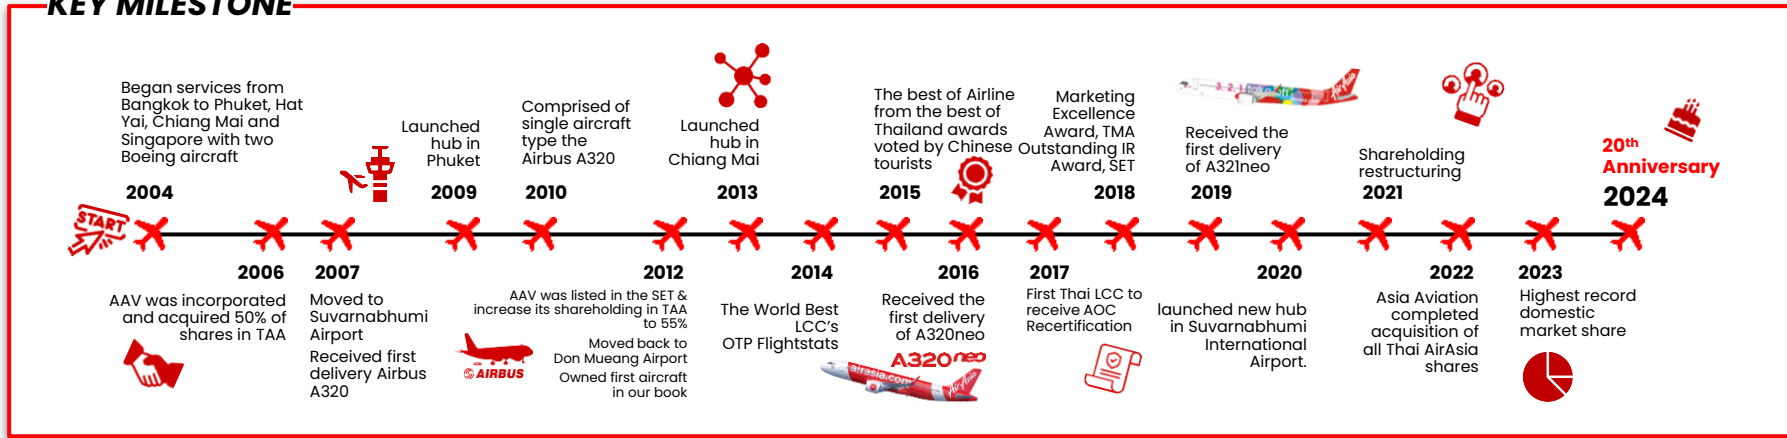 KEY MILESTONE
Began services from
Bangkok to Phuket, Hat
Yai, Chiang Mai and
Singapore with two
Boeing aircraft
2004
START
AAV was incorporated
and acquired 50% of
shares in TAA
2006
2007
Moved to
Suvarnabhumi
Airport
Received first
delivery Airbus
A320
Launched
hub in
Phuket
2009
Comprised of
single aircraft
type the
Airbus A320
2010
2012
AAV was listed in the SET &
increase its shareholding in TAA
to 55%
Moved back to
Don Mueang Airport
Owned first aircraft
in our book
AIRBUS
Launched
hub in
Chiang Mai
2013
2014
The World Best
LCC's
OTP Flightstats
The best of Airline
from the best of
Thailand awards
voted by Chinese
tourists
2015
2016
Received the
first delivery
of A320neo
A320neo
airasia.com
AirAsia
2017
First Thai LCC to
receive AOC
Recertification
Marketing
Excellence
Award, TMA
Outstanding IR
Award, SET
2018
3, 2, 1
AirAsia
Received the
first delivery
of A321neo
2019
2020
launched new hub
in Suvarnabhumi
International
Airport.
Shareholding
restructuring
2021
2022
Asia Aviation
completed
acquisition of
all Thai AirAsia
shares
2023
Highest record
domestic
market share
20th
Anniversary
2024